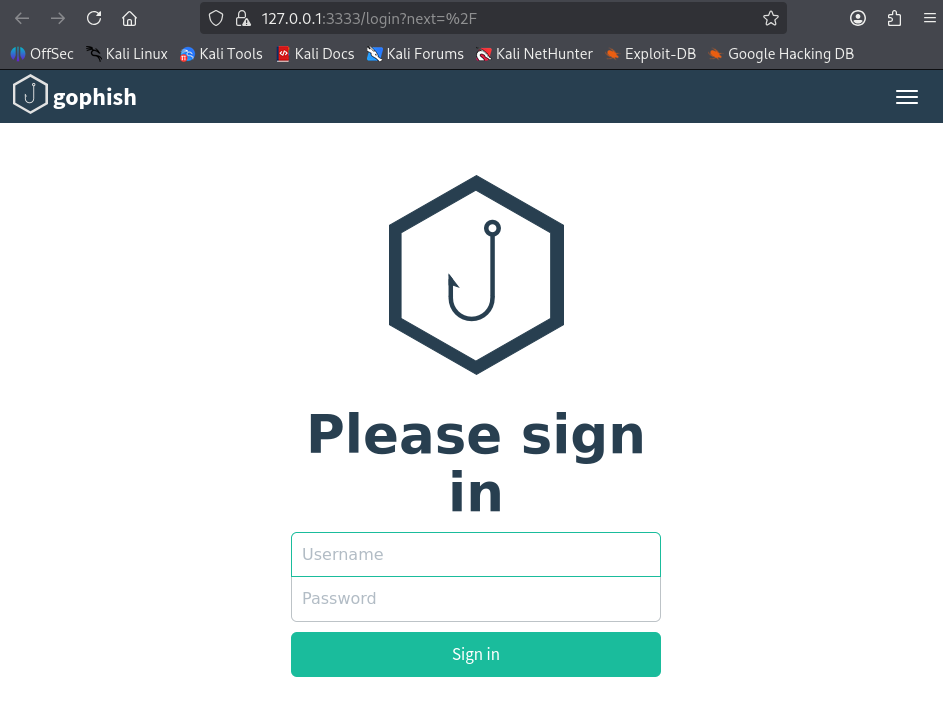 127.0.0.1:3333/login?next=%2F
OffSec Kali Linux Kali Tools Kali Docs Kali Forums Kali NetHunter Exploit-DB Google Hacking DB
gophish
Please sign
in
Username
Password
Sign in